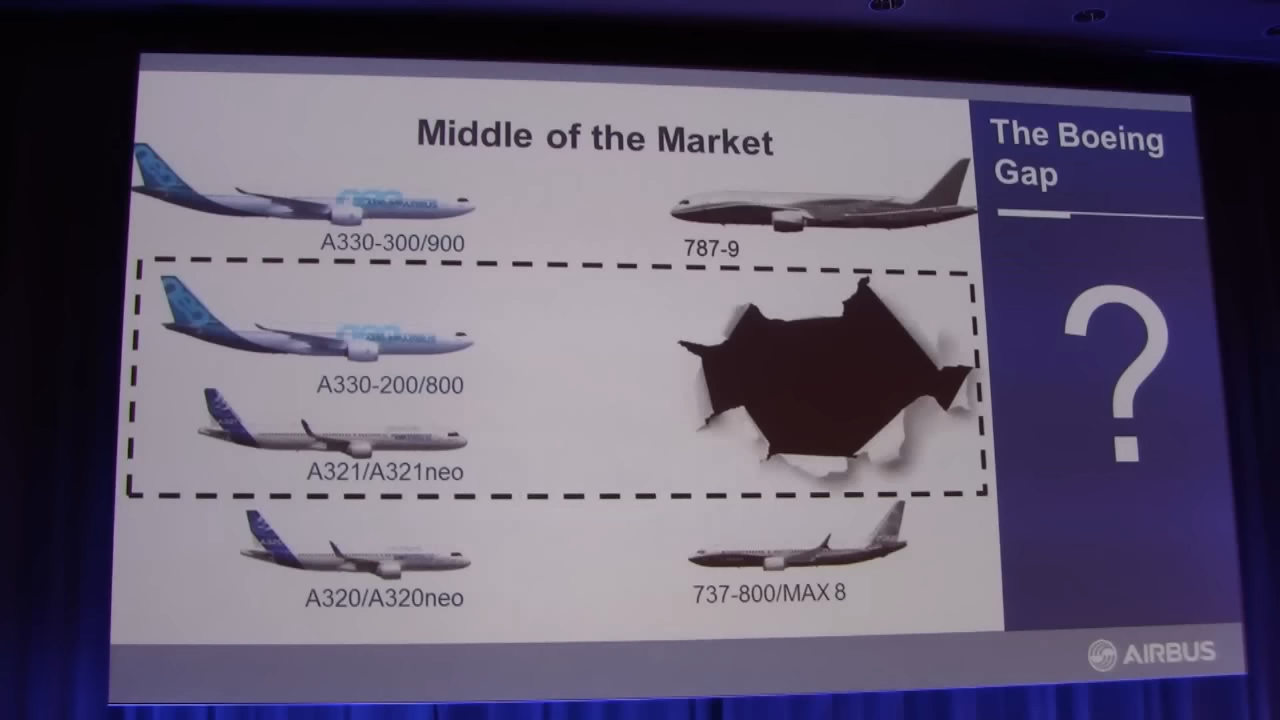 Middle of the Market
The Boeing
Gap
A330-300/900
787-9
A330-200/800
A321/A321neo
A320/A320neo
737-800/MAX 8
?
AIRBUS